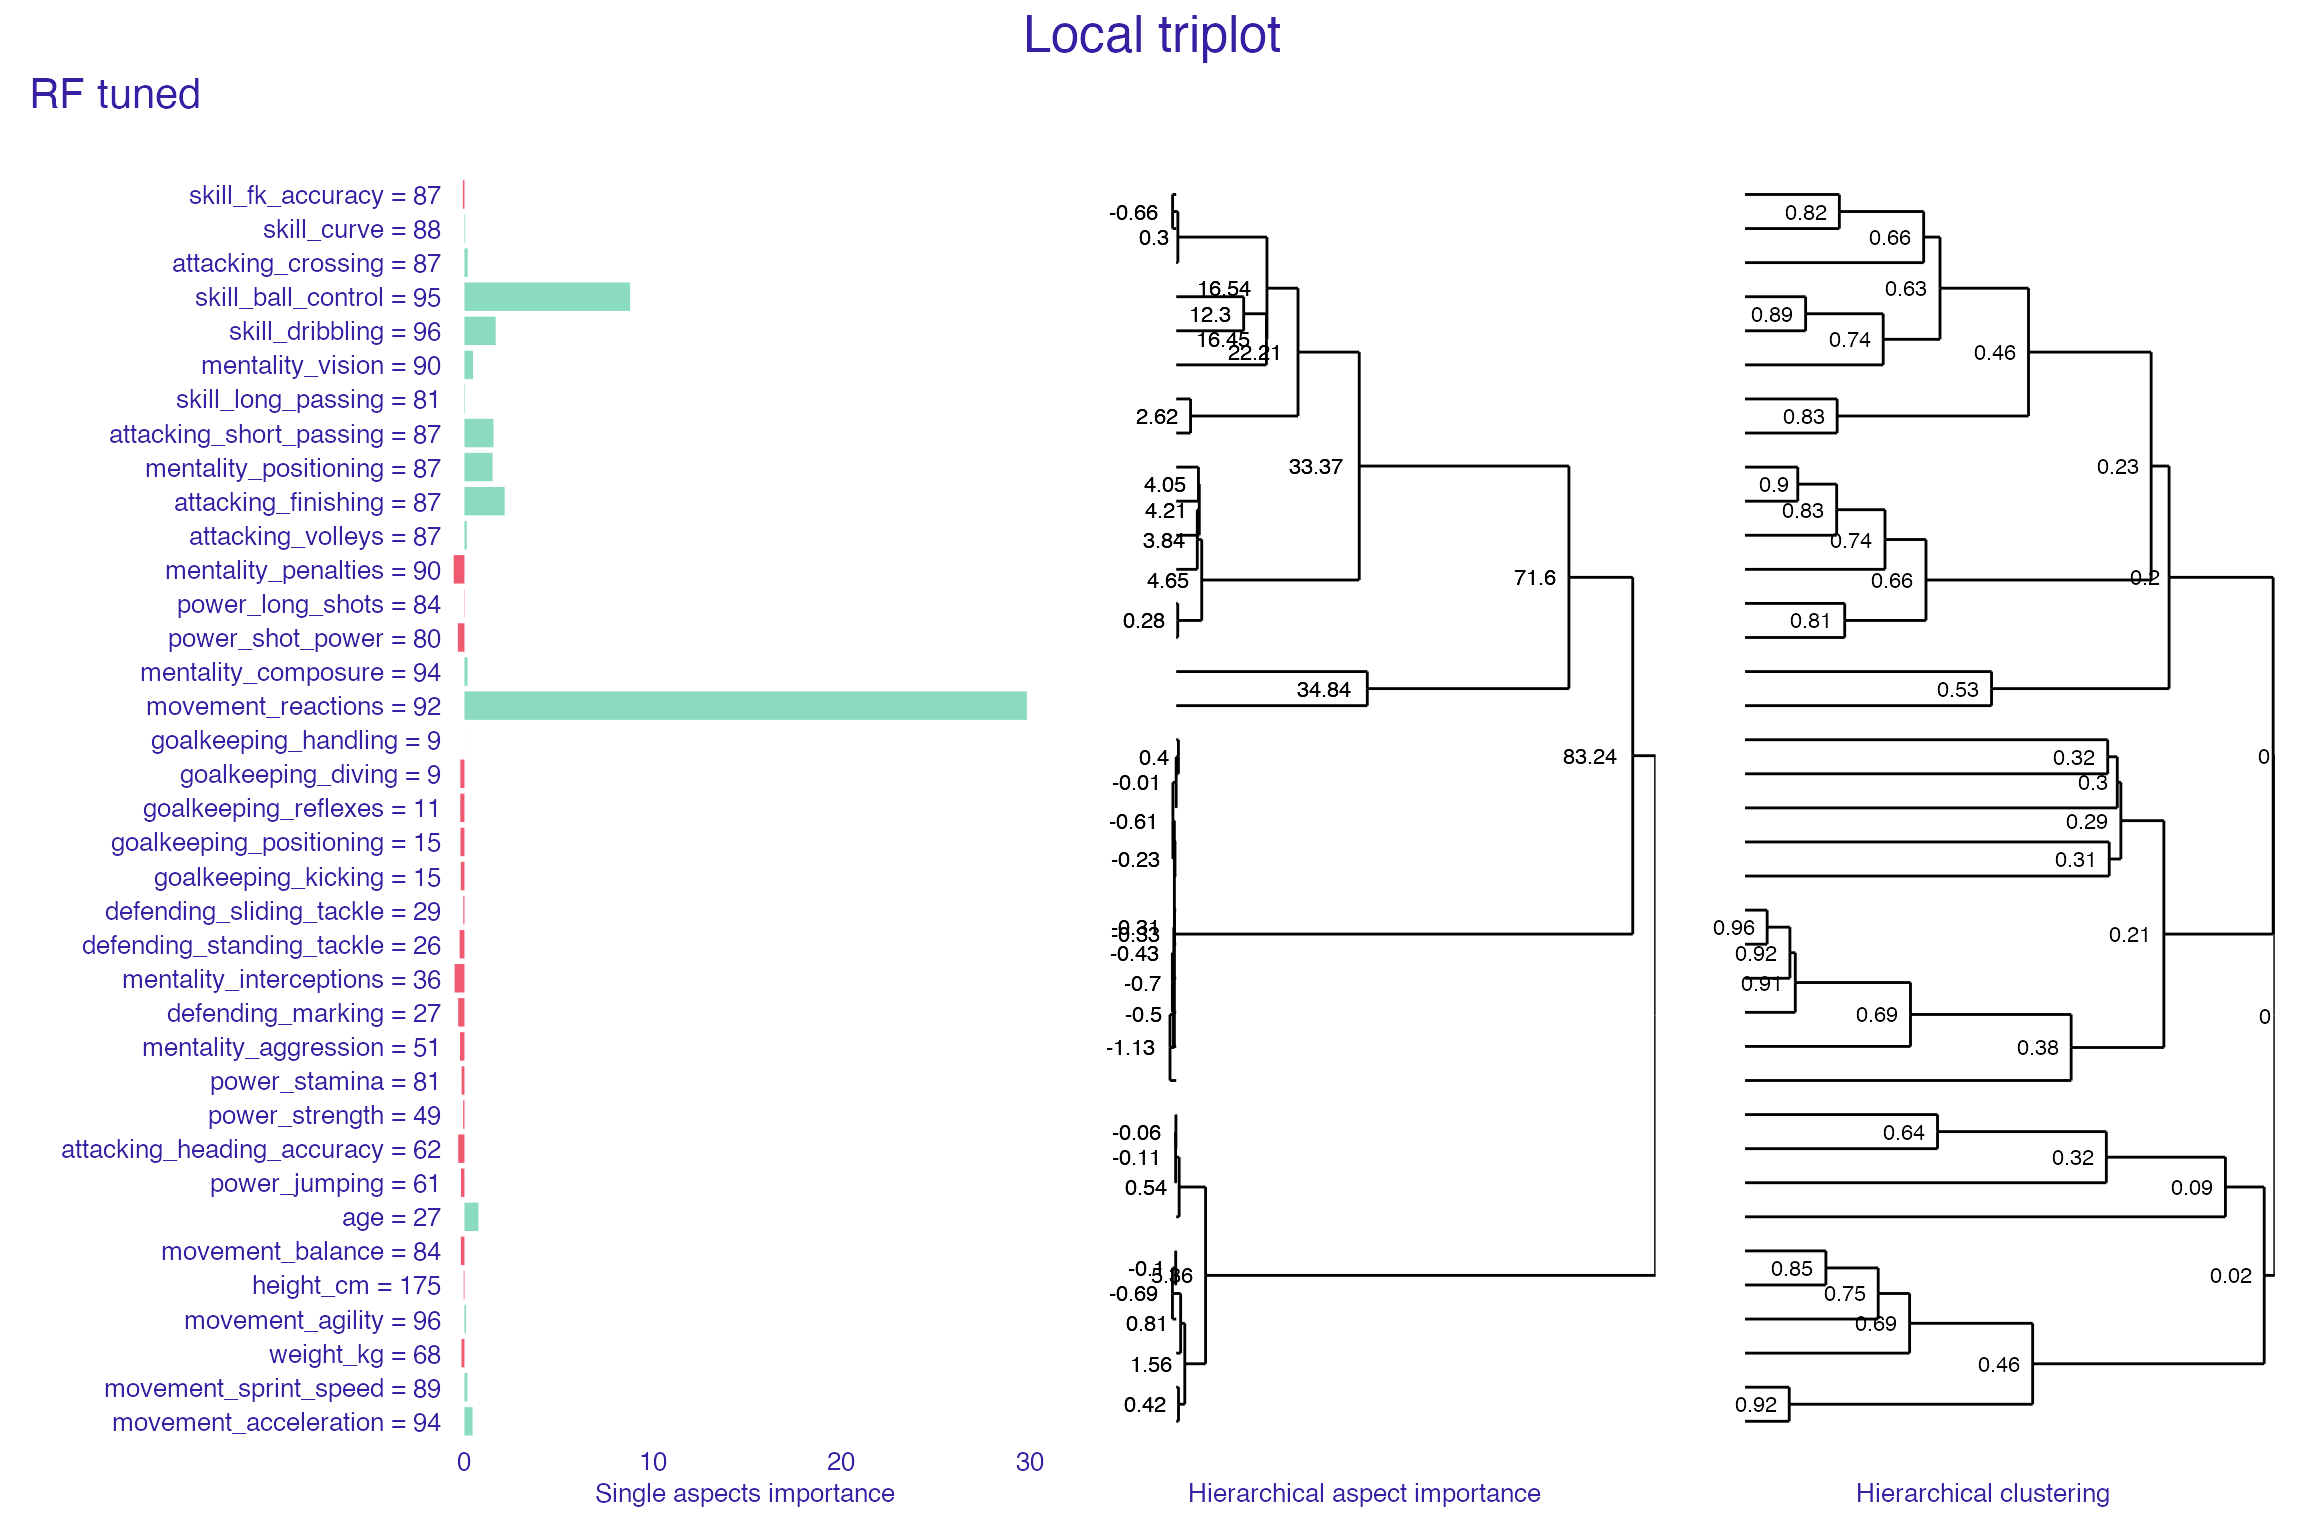 Local triplot
RF tuned
skill_fk_accuracy = 87
skill_curve = 88
attacking_crossing = 87
skill_ball_control = 95
skill_dribbling = 96
mentality_vision = 90
skill_long_passing = 81
attacking_short_passing = 87
mentality_positioning = 87
attacking_finishing = 87
attacking_volleys = 87
mentality_penalties = 90
power_long_shots = 84
power_shot_power = 80
mentality_composure = 94
movement_reactions = 92
goalkeeping_handling = 9
goalkeeping_diving = 9
goalkeeping_reflexes = 11
goalkeeping_positioning = 15
goalkeeping_kicking = 15
defending_sliding_tackle = 29
defending_standing_tackle = 26
mentality_interceptions = 36
defending_marking = 27
mentality_aggression = 51
power_stamina = 81
power_strength = 49
attacking_heading_accuracy = 62
power_jumping = 61
age = 27
movement_balance = 84
height_cm = 175
movement_agility = 96
weight_kg = 68
movement_sprint_speed = 89
movement_acceleration = 94
0 10 20 30
Single aspects importance
-0.66
0.3
16.54
12.3
16.45
22.21
2.62
33.37
4.05
4.21
3.84
71.6
4.65
0.28
34.84
0.4
83.24
-0.01
-0.61
-0.23
-0.31
-0.33
-0.43
-0.7
-0.5
-1.13
-0.06
-0.11
0.54
-0.1
5.36
-0.69
0.81
1.56
0.42
Hierarchical aspect importance
0.82
0.66
0.63
0.89
0.74
0.46
0.83
0.23
0.9
0.83
0.74
0.2
0.66
0.81
0.53
0.32
0
0.3
0.29
0.31
0.96
0.21
0.92
0.91
0.69
0
0.38
0.64
0.32
0.09
0.85
0.02
0.75
0.69
0.46
0.92
Hierarchical clustering